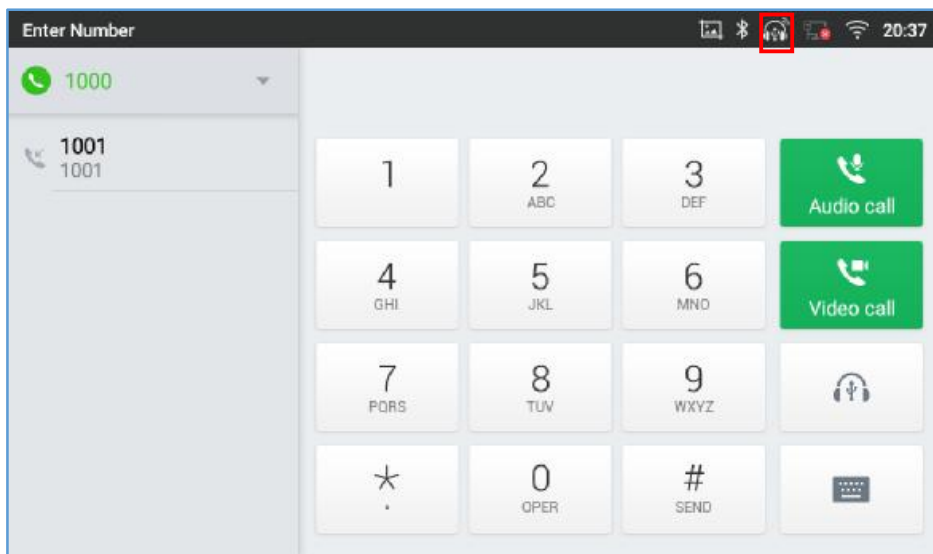 Enter Number
20:37
1000
1001
1001
1
2
ABC
3
DEF
Audio call
4
GHI
5
JKL
6
MNO
Video call
7
PQRS
8
TUV
9
WXYZ
*
.
0
OPER
#
SEND